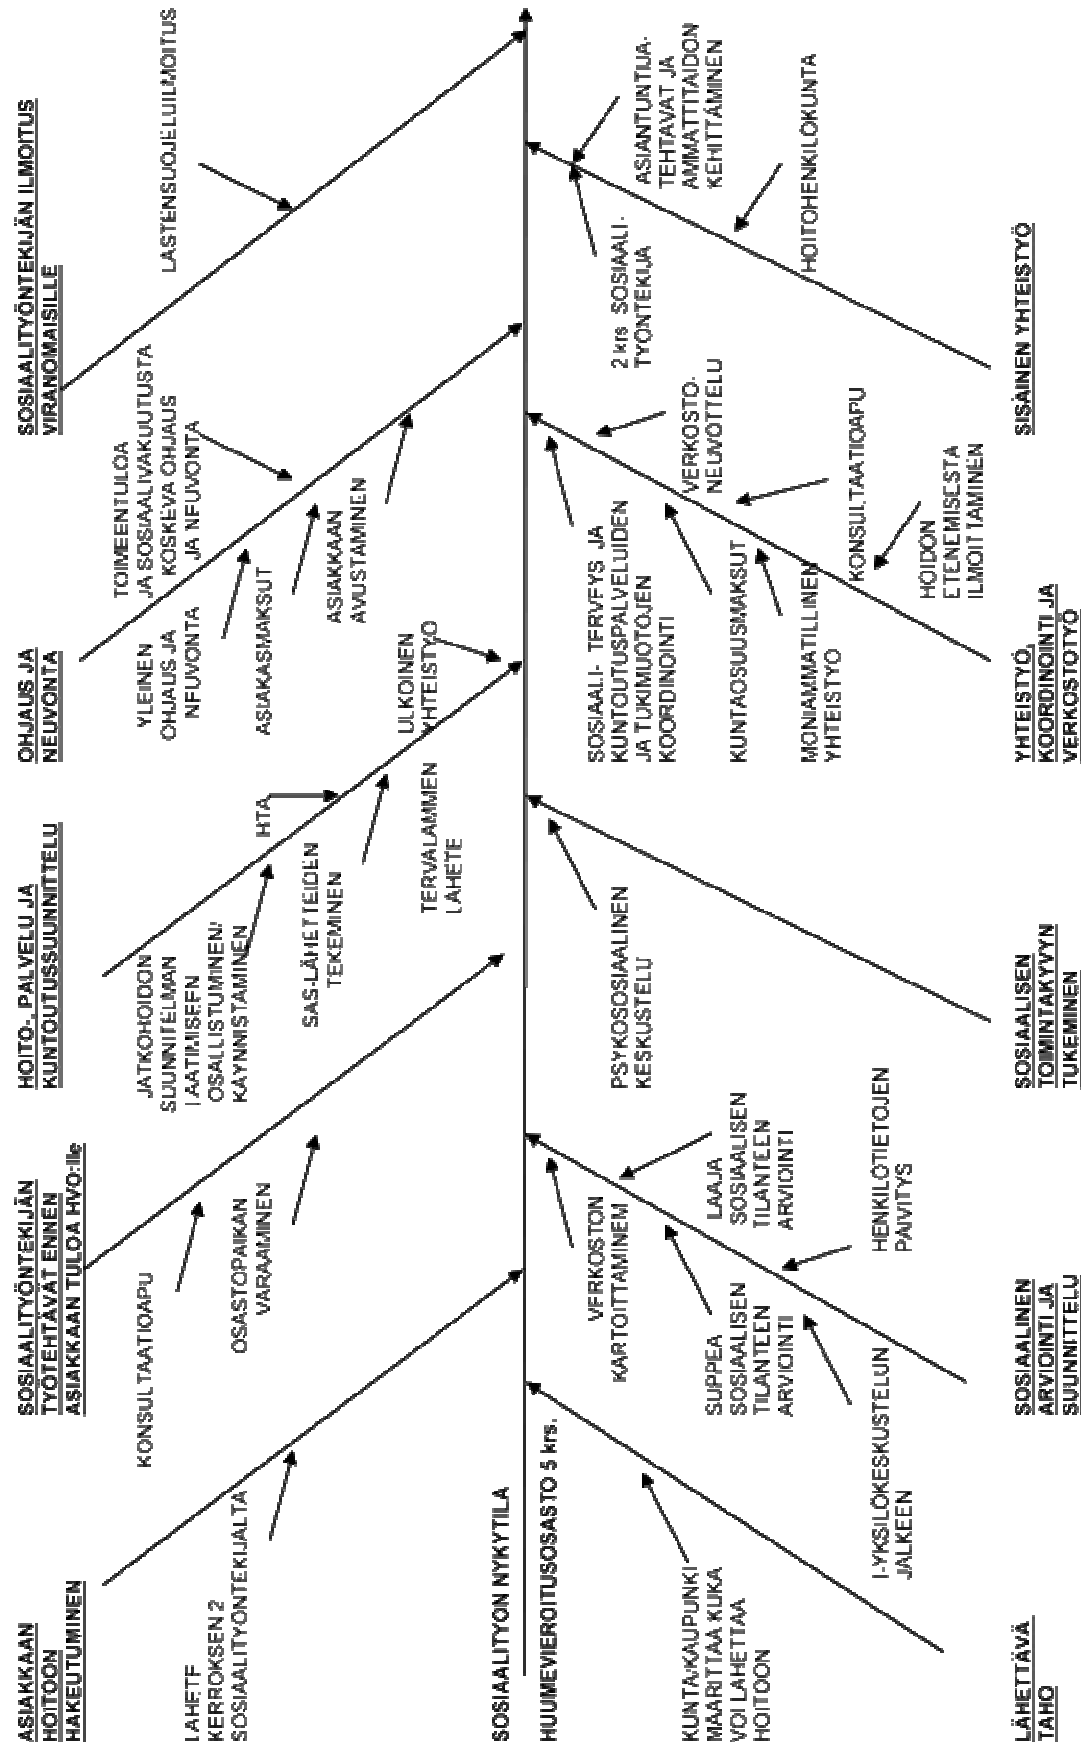 ASIAKKAAN
HOITOON
HAKEUTUMINEN
LÄHETE
KERROKSEN 2
SOSIAALITYÖNTEKIJALTA
SOSIAALITYÖNTEKIJÄN
TYÖTEHTÄVÄT ENNEN
ASIAKKAAN TULOA HVO:lle
KONSULTAATIOAPU
OSASTOPAIKAN
VARAAMINEN
HOITO-, PALVELU JA
KUNTOUTUSSUUNNITTELU
JATKOHOIDON
SUUNNITELMAN
LAATIMISEEN
OSALLISTUMINEN/
KÄYNNISTÄMINEN
HTA
SAS-LÄHETTEIDEN
TEKEMINEN
TERVALAMMEN
LÄHETE
ULKOINEN
YHTEISTYÖ
OHJAUS JA
NEUVONTA
YLEINEN
OHJAUS JA
NEUVONTA
TOIMEENTULOA
JA SOSIAALIVAKUUTUSTA
KOSKEVA OHJAUS
JA NEUVONTA
ASIAKASMAKSUT
ASIAKKAAN
AVUSTAMINEN
SOSIAALITYÖNTEKIJÄN ILMOITUS
VIRANOMAISILLE
LASTENSUOJELUILMOITUS
SOSIAALITYÖN NYKYTILA
HUUMEVIEROITUSOSASTO 5 krs.
KUNTA/KAUPUNKI
MÄÄRITTÄÄ KUKA
VOI LÄHETTÄÄ
HOITOON
LÄHETTÄVÄ
TAHO
VERKOSTON
KARTOITTAMINEM
SUPPEA
SOSIAALISEN
TILANTEEN
ARVIOINTI
LAAJA
SOSIAALISEN
TILANTEEN
ARVIOINTI
I-YKSILÖKESKUSTELUN
JÄLKEEN
HENKILÖTIETOJEN
PÄIVITYS
SOSIAALINEN
ARVIOINTI JA
SUUNNITTELU
PSYKOSOSIAALINEN
KESKUSTELU
SOSIAALISEN
TOIMINTAKYVYN
TUKEMINEN
SOSIAALI- TERVEYS JA
KUNTOUTUSPALVELUIDEN
JA TUKIMUOTOJEN
KOORDINOINTI
VERKOSTO-
NEUVOTTELU
KUNTAOSUUSMAKSUT
MONIAMMATILLINEN
YHTEISTYÖ
KONSULTAATIOAPU
HOIDON
ETENEMISESTÄ
ILMOITTAMINEN
YHTEISTYÖ,
KOORDINOINTI JA
VERKOSTOTYÖ
2 krs SOSIAALI-
TYÖNTEKIJÄ
ASIANTUNTIJA-
TEHTÄVÄT JA
AMMATTITAIDON
KEHITTÄMINEN
HOITOHENKILÖKUNTA
SISÄINEN YHTEISTYÖ